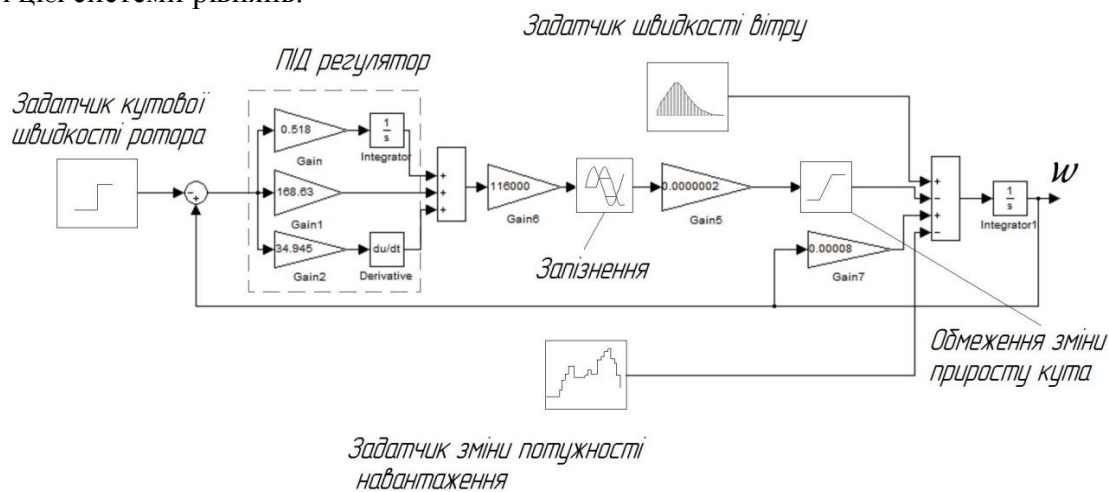 і цієї системи рівнянь.
Задатчик швидкості вітру
ПІД регулятор
Задатчик кутової
швидкості ротора
0.518
Gain
1
s
Integrator
168.63
Gain1
34.945
Gain2
du/dt
Derivative
116000
Gain6
Запізнення
0.0000002
Gain5
1
s
Integrator1
w
0.00008
Gain7
Обмеження зміни
приросту кута
Задатчик зміни потужності
навантаження